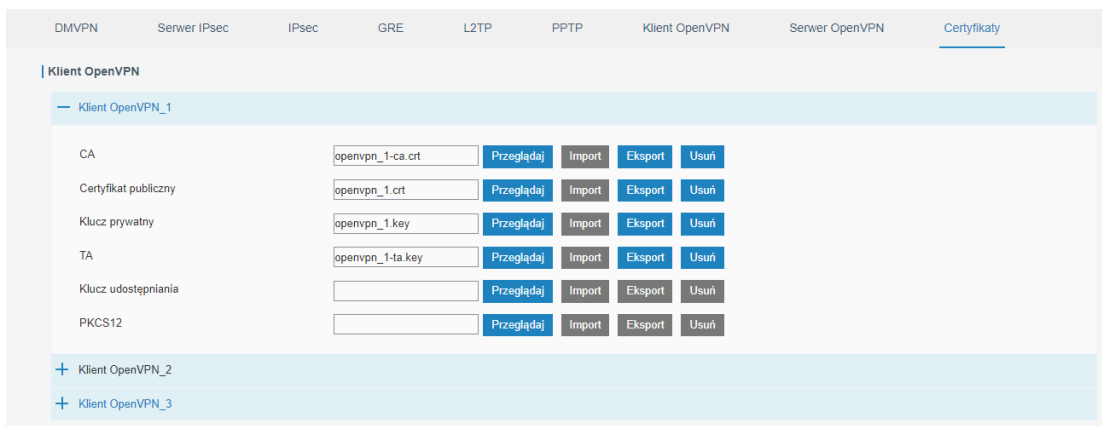 DMVPN Serwer IPsec IPsec GRE L2TP PPTP Klient OpenVPN Serwer OpenVPN Certyfikaty
Klient OpenVPN
Klient OpenVPN_1
CA openvpn_1-ca.crt Przeglądaj Import Eksport Usuń
Certyfikat publiczny openvpn_1.crt Przeglądaj Import Eksport Usuń
Klucz prywatny openvpn_1.key Przeglądaj Import Eksport Usuń
TA openvpn_1-ta.key Przeglądaj Import Eksport Usuń
Klucz udostępniania Przeglądaj Import Eksport Usuń
PKCS12 Przeglądaj Import Eksport Usuń
Klient OpenVPN_2
Klient OpenVPN_3